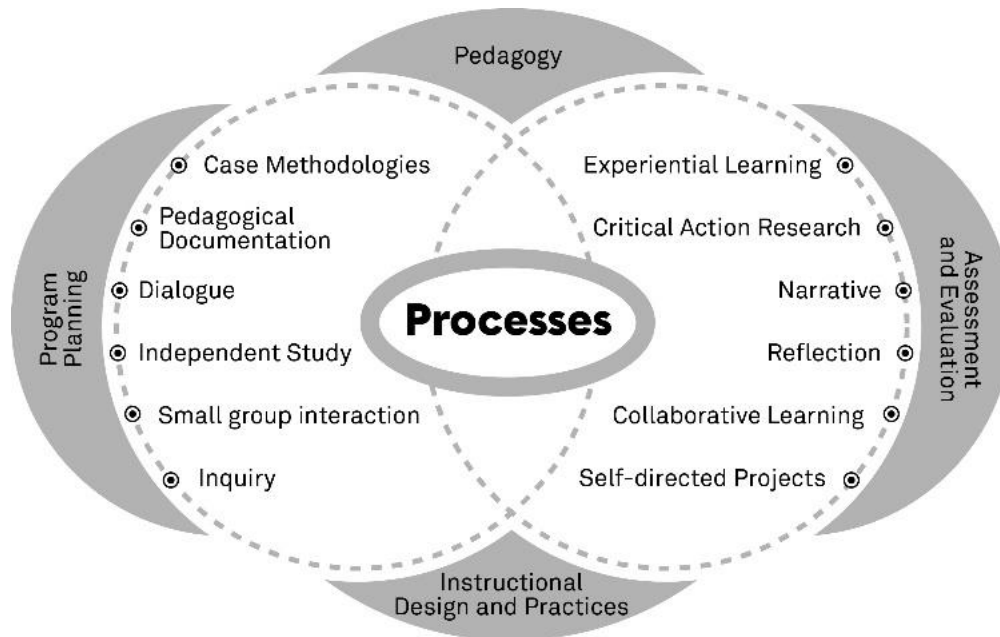 Pedagogy
Program
Planning
Case Methodologies
Pedagogical
Documentation
Dialogue
Independent Study
Small group interaction
Inquiry
Processes
Experiential Learning
Critical Action Research
Narrative
Reflection
Collaborative Learning
Self-directed Projects
Assessment
and Evaluation
Instructional
Design and Practices